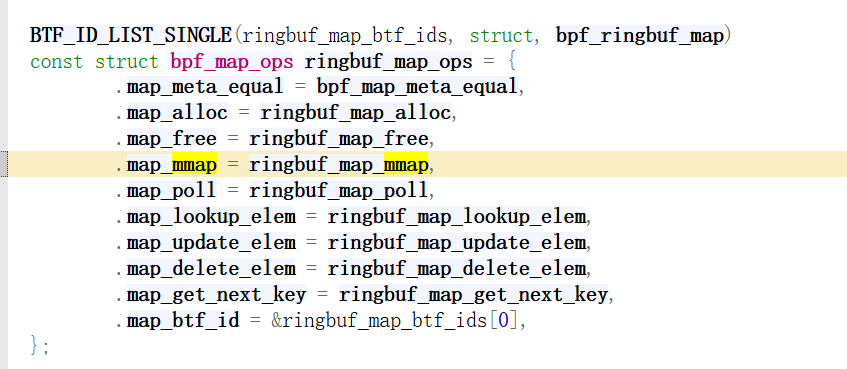 BTF_ID_LIST_SINGLE(ringbuf_map_btf_ids, struct, bpf_ringbuf_map)
const struct bpf_map_ops ringbuf_map_ops = {
        .map_meta_equal = bpf_map_meta_equal,
        .map_alloc = ringbuf_map_alloc,
        .map_free = ringbuf_map_free,
        .map_mmap = ringbuf_map_mmap,
        .map_poll = ringbuf_map_poll,
        .map_lookup_elem = ringbuf_map_lookup_elem,
        .map_update_elem = ringbuf_map_update_elem,
        .map_delete_elem = ringbuf_map_delete_elem,
        .map_get_next_key = ringbuf_map_get_next_key,
        .map_btf_id = &ringbuf_map_btf_ids[0],
};